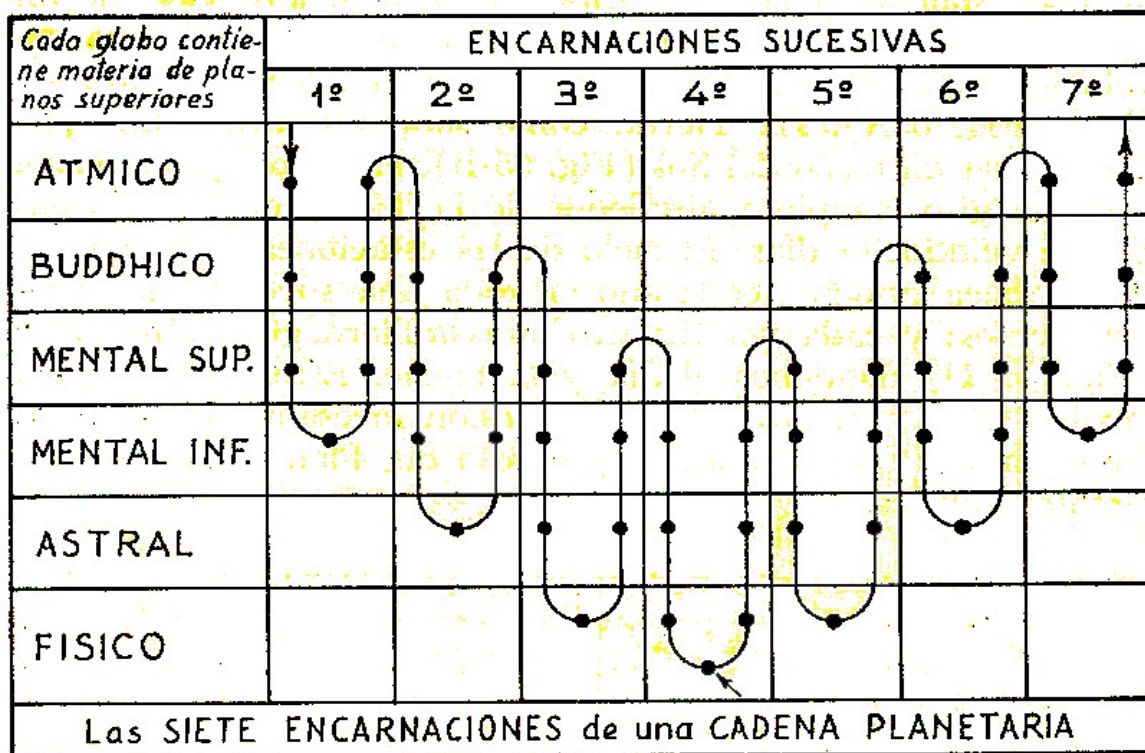 Cada globo contie-
ne materia de pla-
nos superiores
ENCARNACIONES SUCESIVAS
1º 2º 3º 4º 5º 6º 7º
ATMICO
BUDDHICO
MENTAL SUP.
MENTAL INF.
ASTRAL
FISICO
Las SIETE ENCARNACIONES de una CADENA PLANETARIA